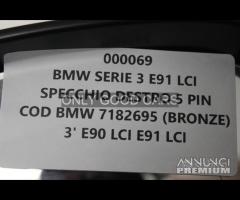 000069
BMW SERIE 3 E91 LCI
SPECCHIO DESTRO 5 PIN
ONLY GOOD CARS
COD BMW 7182695 (BRONZE)
3' E90 LCI E91 LCI
ANNUNCI
PREMIUM